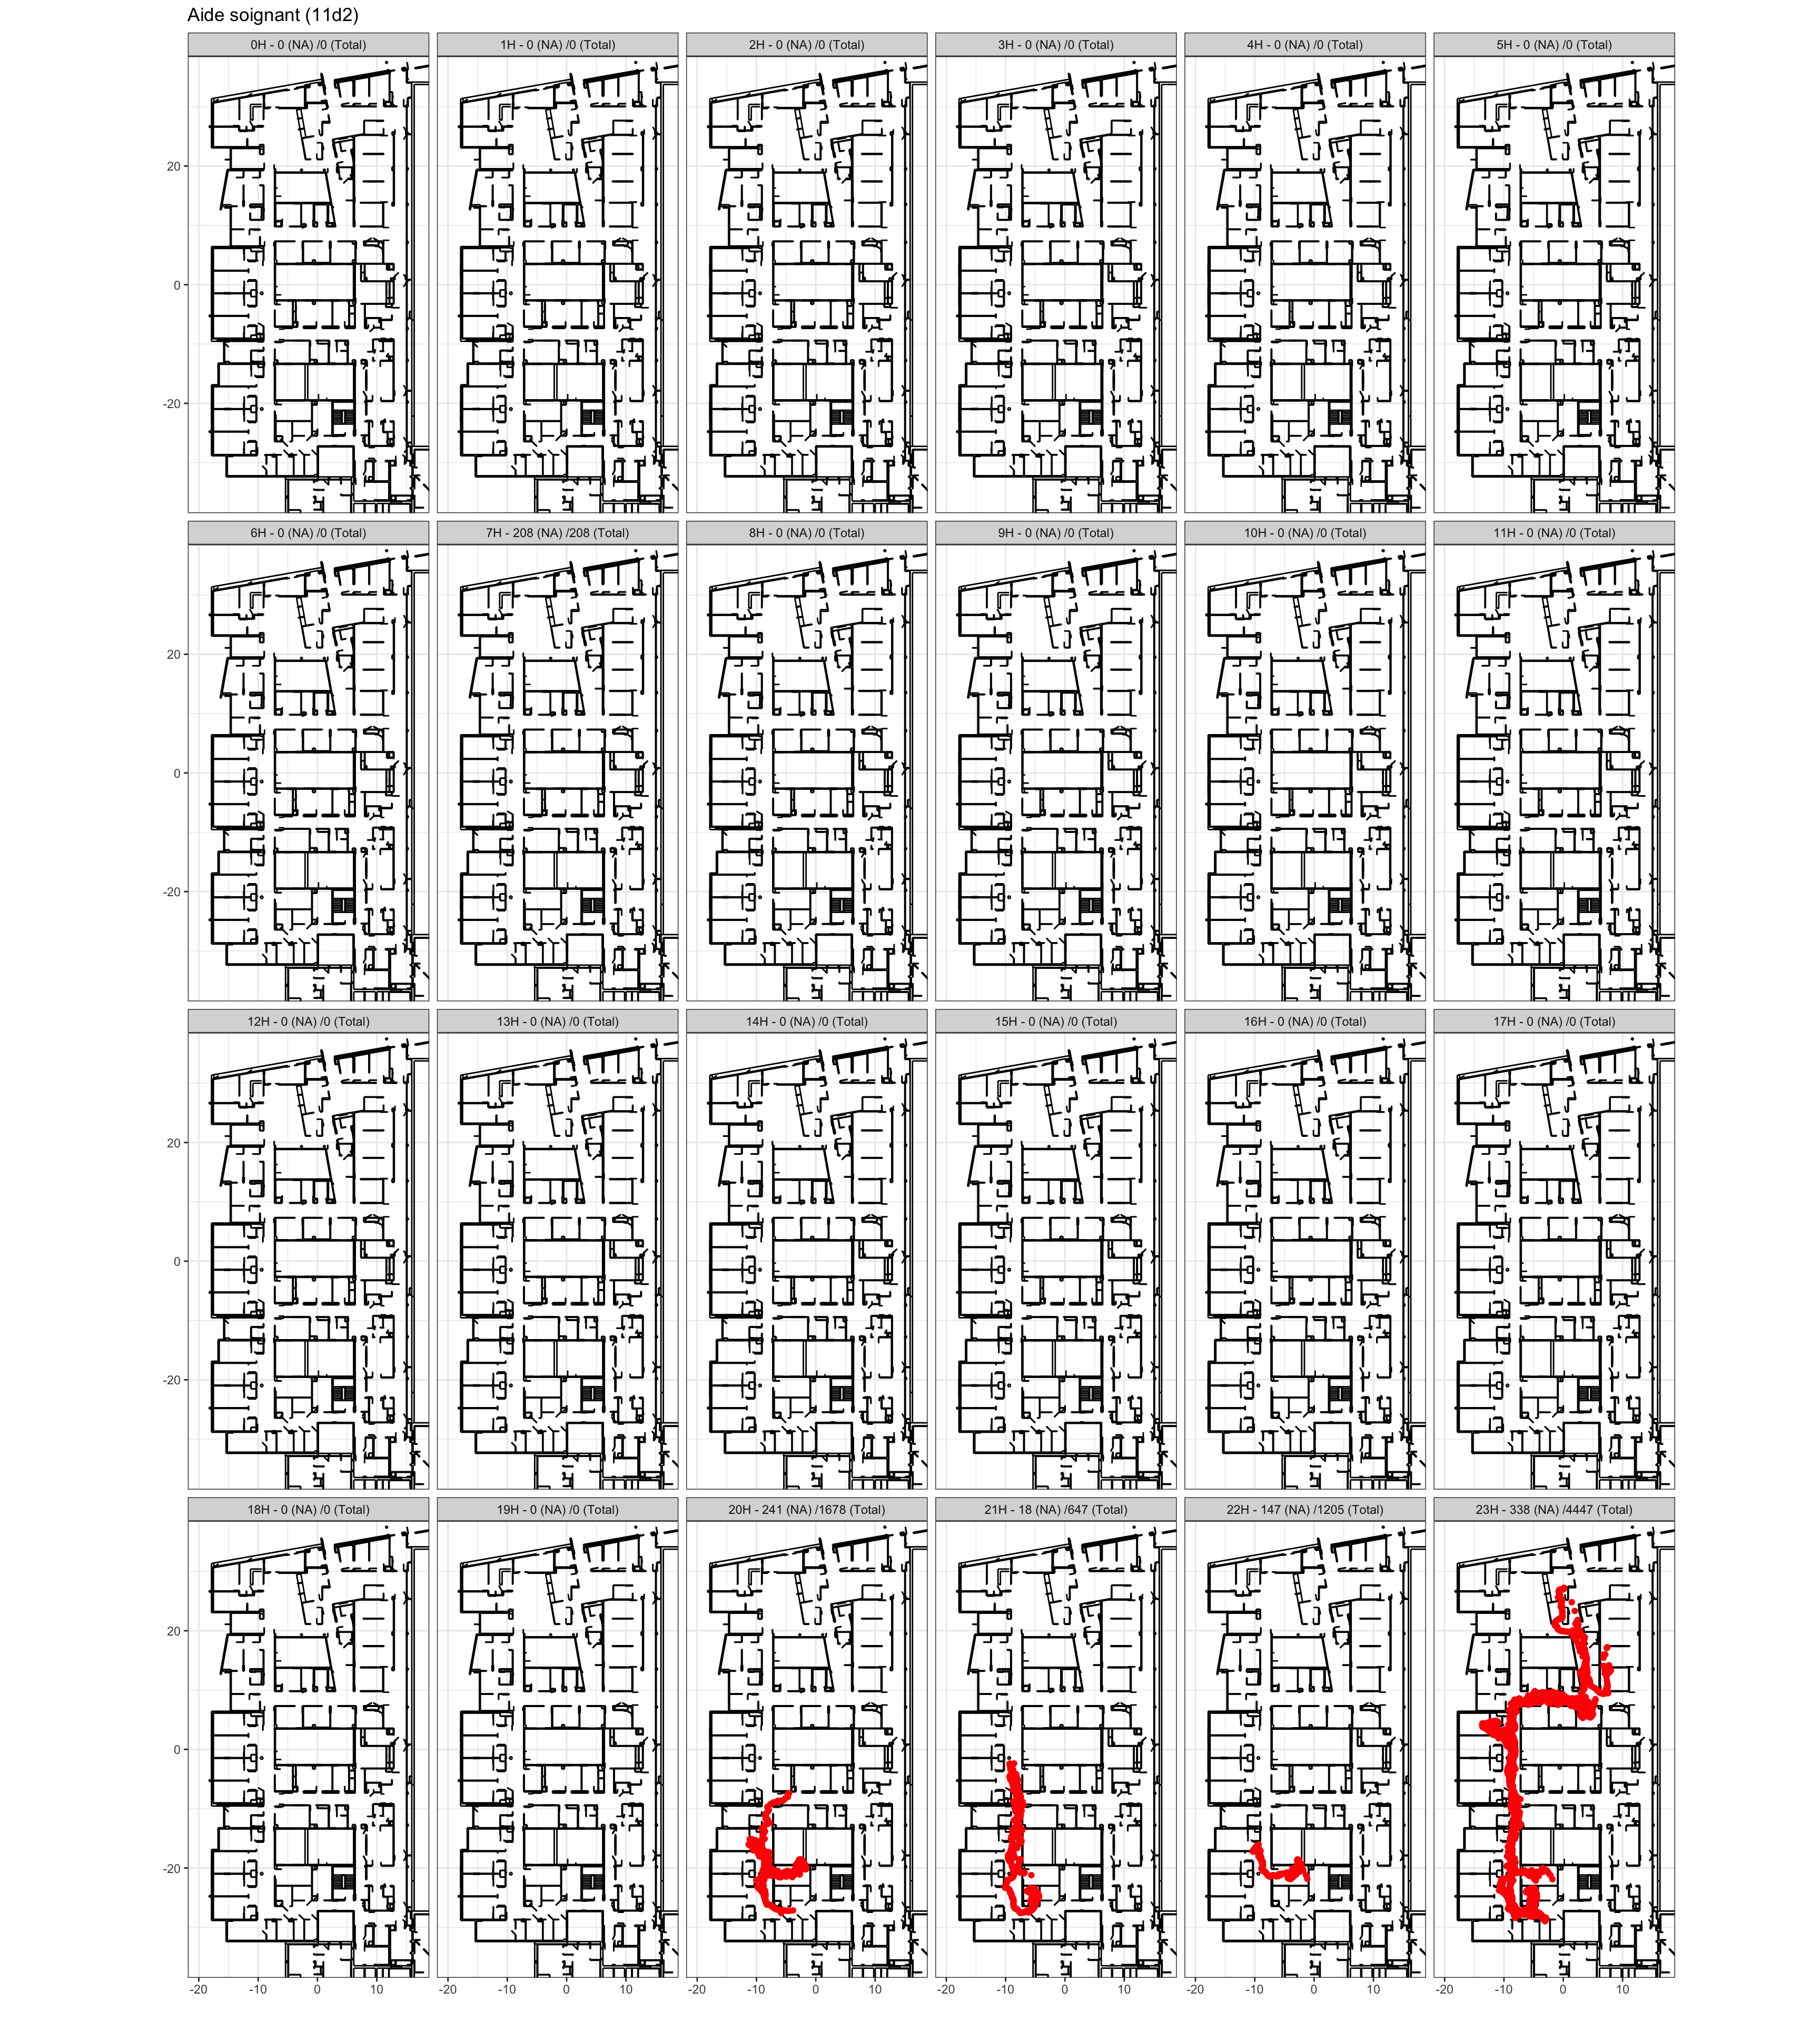 Aide soignant (11d2)
0H - 0 (NA) /0 (Total) 1H - 0 (NA) /0 (Total) 2H - 0 (NA) /0 (Total) 3H - 0 (NA) /0 (Total) 4H - 0 (NA) /0 (Total) 5H - 0 (NA) /0 (Total)
20
0
-20
6H - 0 (NA) /0 (Total) 7H - 208 (NA) /208 (Total) 8H - 0 (NA) /0 (Total) 9H - 0 (NA) /0 (Total) 10H - 0 (NA) /0 (Total) 11H - 0 (NA) /0 (Total)
20
0
-20
12H - 0 (NA) /0 (Total) 13H - 0 (NA) /0 (Total) 14H - 0 (NA) /0 (Total) 15H - 0 (NA) /0 (Total) 16H - 0 (NA) /0 (Total) 17H - 0 (NA) /0 (Total)
20
0
-20
18H - 0 (NA) /0 (Total) 19H - 0 (NA) /0 (Total) 20H - 241 (NA) /1678 (Total) 21H - 18 (NA) /647 (Total) 22H - 147 (NA) /1205 (Total) 23H - 338 (NA) /4447 (Total)
20
0
-20
-20 -10 0 10 -20 -10 0 10 -20 -10 0 10 -20 -10 0 10 -20 -10 0 10 -20 -10 0 10